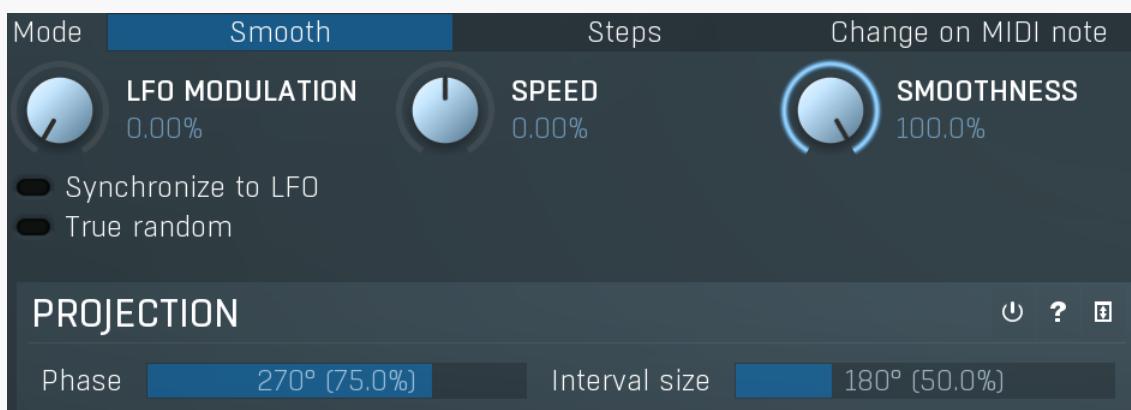 Mode Smooth Steps Change on MIDI note
LFO MODULATION SPEED SMOOTHNESS
0.00% 0.00% 100.0%
Synchronize to LFO
True random
PROJECTION ?
Phase 270° (75.0%) Interval size 180° (50.0%)